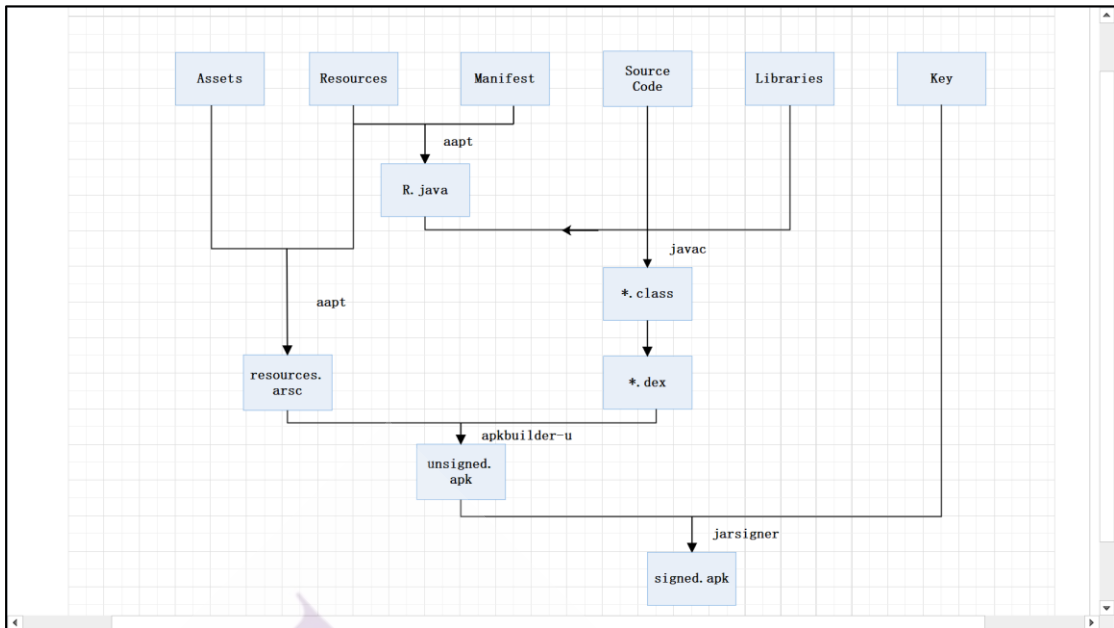 Assets
Resources
Manifest
Source
Code
Libraries
Key
aapt
R.java
javac
*.class
aapt
resources.
arsc
*.dex
apkbuilder-u
unsigned.
apk
jarsigner
signed.apk